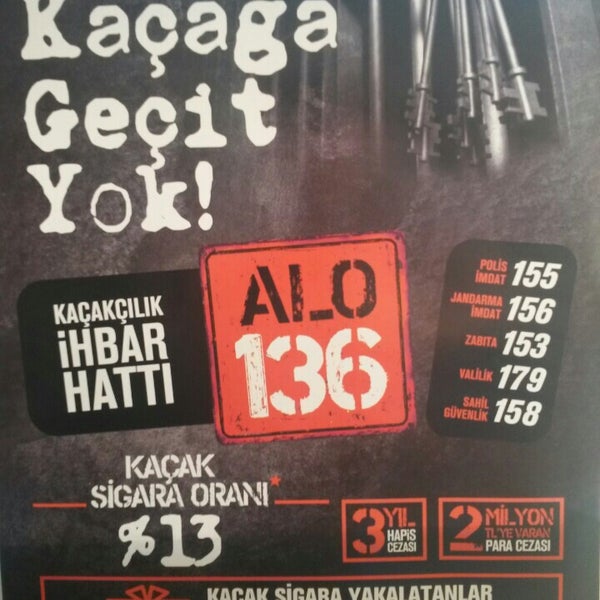 Kaçağa
Geçit
Yok!
KAÇAKÇILIK
İHBAR
HATTI
ALO
136
POLİS
İMDAT 155
JANDARMA
İMDAT 156
ZABITA 153
VALİLİK 179
SAHİL
GÜVENLİK 158
KAÇAK
SİGARA ORANI*
%13
3 YIL
HAPİS
CEZASI
2 MİLYON
TL'YE VARAN
PARA CEZASI
KAÇAK SİGARA YAKALATANLAR